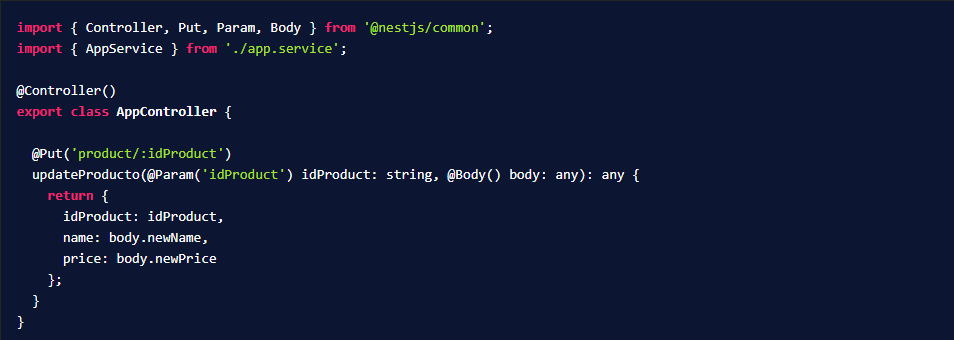 import { Controller, Put, Param, Body } from '@nestjs/common';
import { AppService } from './app.service';
@Controller()
export class AppController {
@Put('product/:idProduct')
updateProducto(@Param('idProduct') idProduct: string, @Body() body: any): any {
return {
idProduct: idProduct,
name: body.newName,
price: body.newPrice
};
}
}